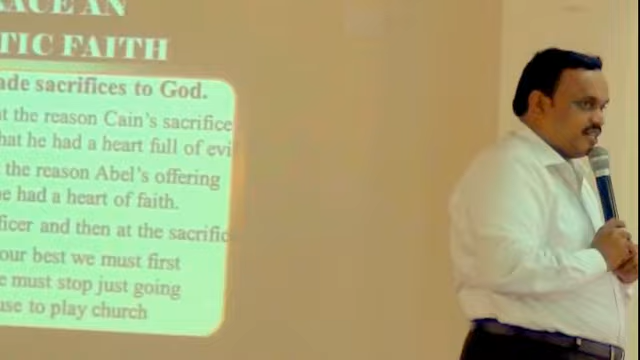 AN
TIC FAITH
ade sacrifices to God.
the reason Cain's sacrifice
hat he had a heart full of evi
the reason Abel's offering
he had a heart of faith.
ficer and then at the sacrific
our best we must first
must stop just going
use to play church